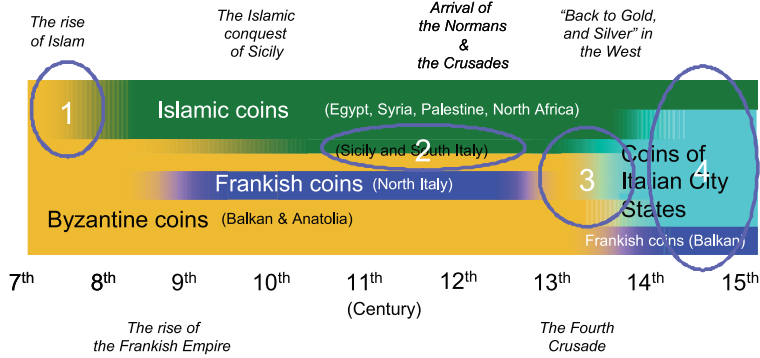 The rise
of Islam
The Islamic
conquest
of Sicily
Arrival of
the Normans
&
the Crusades
“Back to Gold,
and Silver” in
the West
1
Islamic coins (Egypt, Syria, Palestine, North Africa)
2
(Sicily and South Italy)
3
Coins of
Italian City
States
4
Frankish coins (North Italy)
Byzantine coins (Balkan & Anatolia)
Frankish coins (Balkan)
7th 8th 9th 10th 11th 12th 13th 14th 15th
(Century)
The rise of
the Frankish Empire
The Fourth
Crusade